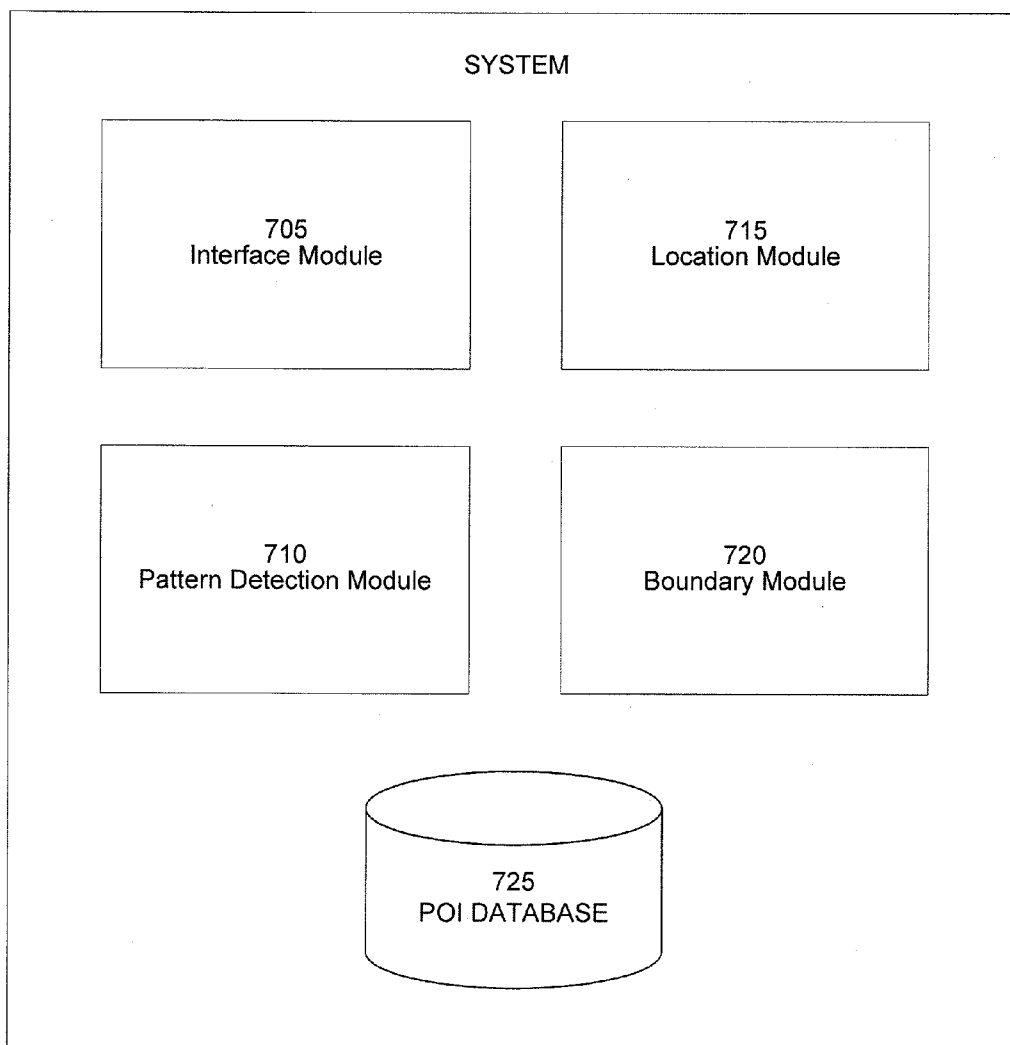 SYSTEM
705
Interface Module
715
Location Module
710
Pattern Detection Module
720
Boundary Module
725
POI DATABASE